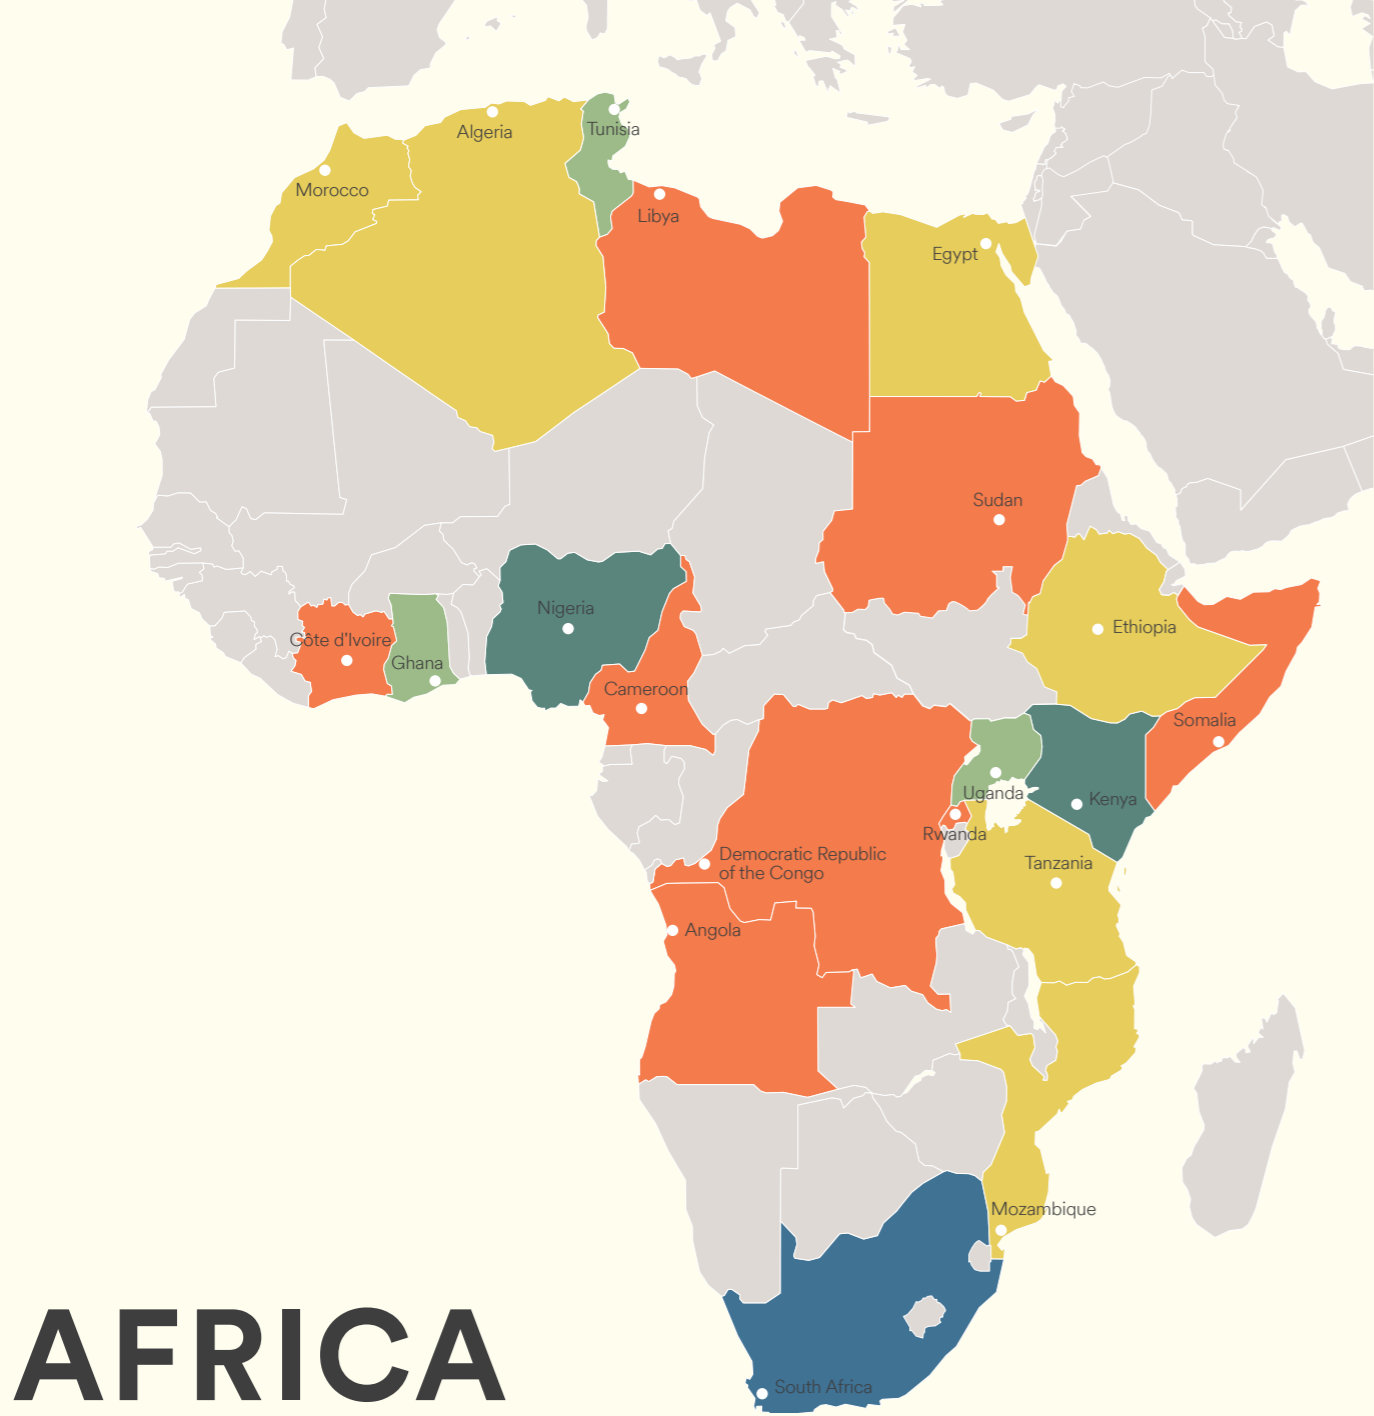 Algeria
Tunisia
Morocco
Libya
Egypt
Sudan
Nigeria
Ethiopia
Côte d'Ivoire
Ghana
Cameroon
Somalia
Uganda
Kenya
Rwanda
Democratic Republic
of the Congo
Tanzania
Angola
Mozambique
South Africa
AFRICA